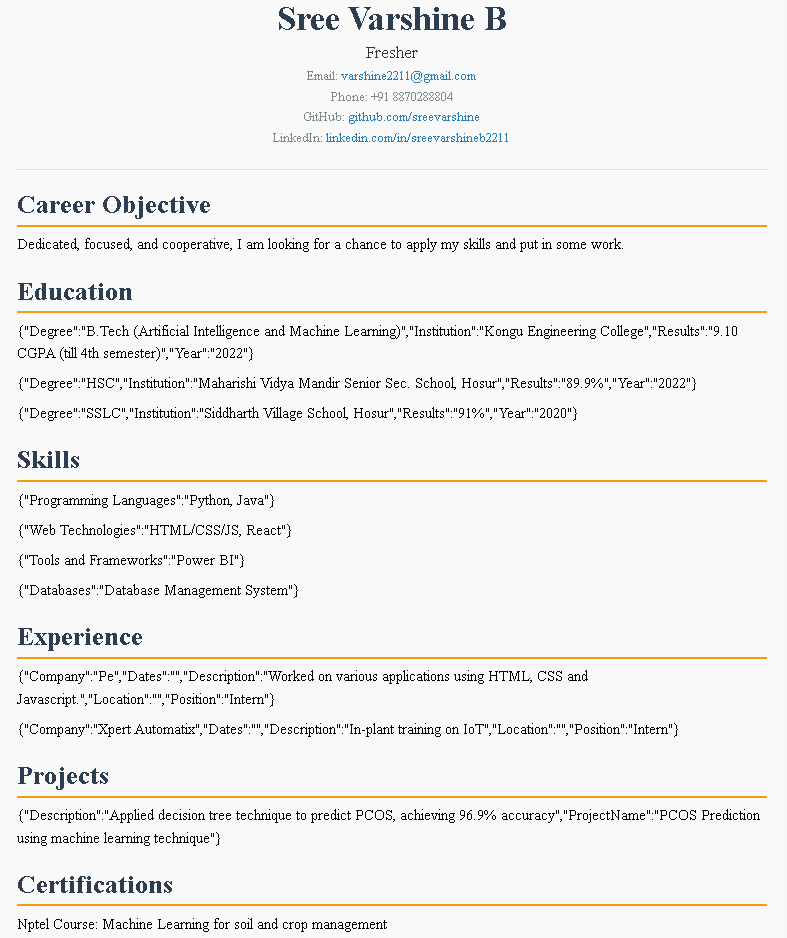 Sree Varshine B
Fresher
Email: varshine2211@gmail.com
Phone: +91 8870288804
GitHub: github.com/sreevarshine
LinkedIn: linkedin.com/in/sreevarshineb2211
Career Objective
Dedicated, focused, and cooperative, I am looking for a chance to apply my skills and put in some work.
Education
{"Degree":"B.Tech (Artificial Intelligence and Machine Learning)","Institution":"Kongu Engineering College","Results":"9.10
CGPA (till 4th semester)","Year":"2022"}
{"Degree":"HSC","Institution":"Maharishi Vidya Mandir Senior Sec. School, Hosur","Results":"89.9%","Year":"2022"}
{"Degree":"SSLC","Institution":"Siddharth Village School, Hosur","Results":"91%","Year":"2020"}
Skills
{"Programming Languages":"Python, Java"}
{"Web Technologies":"HTML/CSS/JS, React"}
{"Tools and Frameworks":"Power BI"}
{"Databases":"Database Management System"}
Experience
{"Company":"Pe","Dates":"","Description":"Worked on various applications using HTML, CSS and
Javascript.","Location":"","Position":"Intern"}
{"Company":"Xpert Automatix","Dates":"","Description":"In-plant training on IoT","Location":"","Position":"Intern"}
Projects
{"Description":"Applied decision tree technique to predict PCOS, achieving 96.9% accuracy","ProjectName":"PCOS Prediction
using machine learning technique"}
Certifications
Nptel Course: Machine Learning for soil and crop management